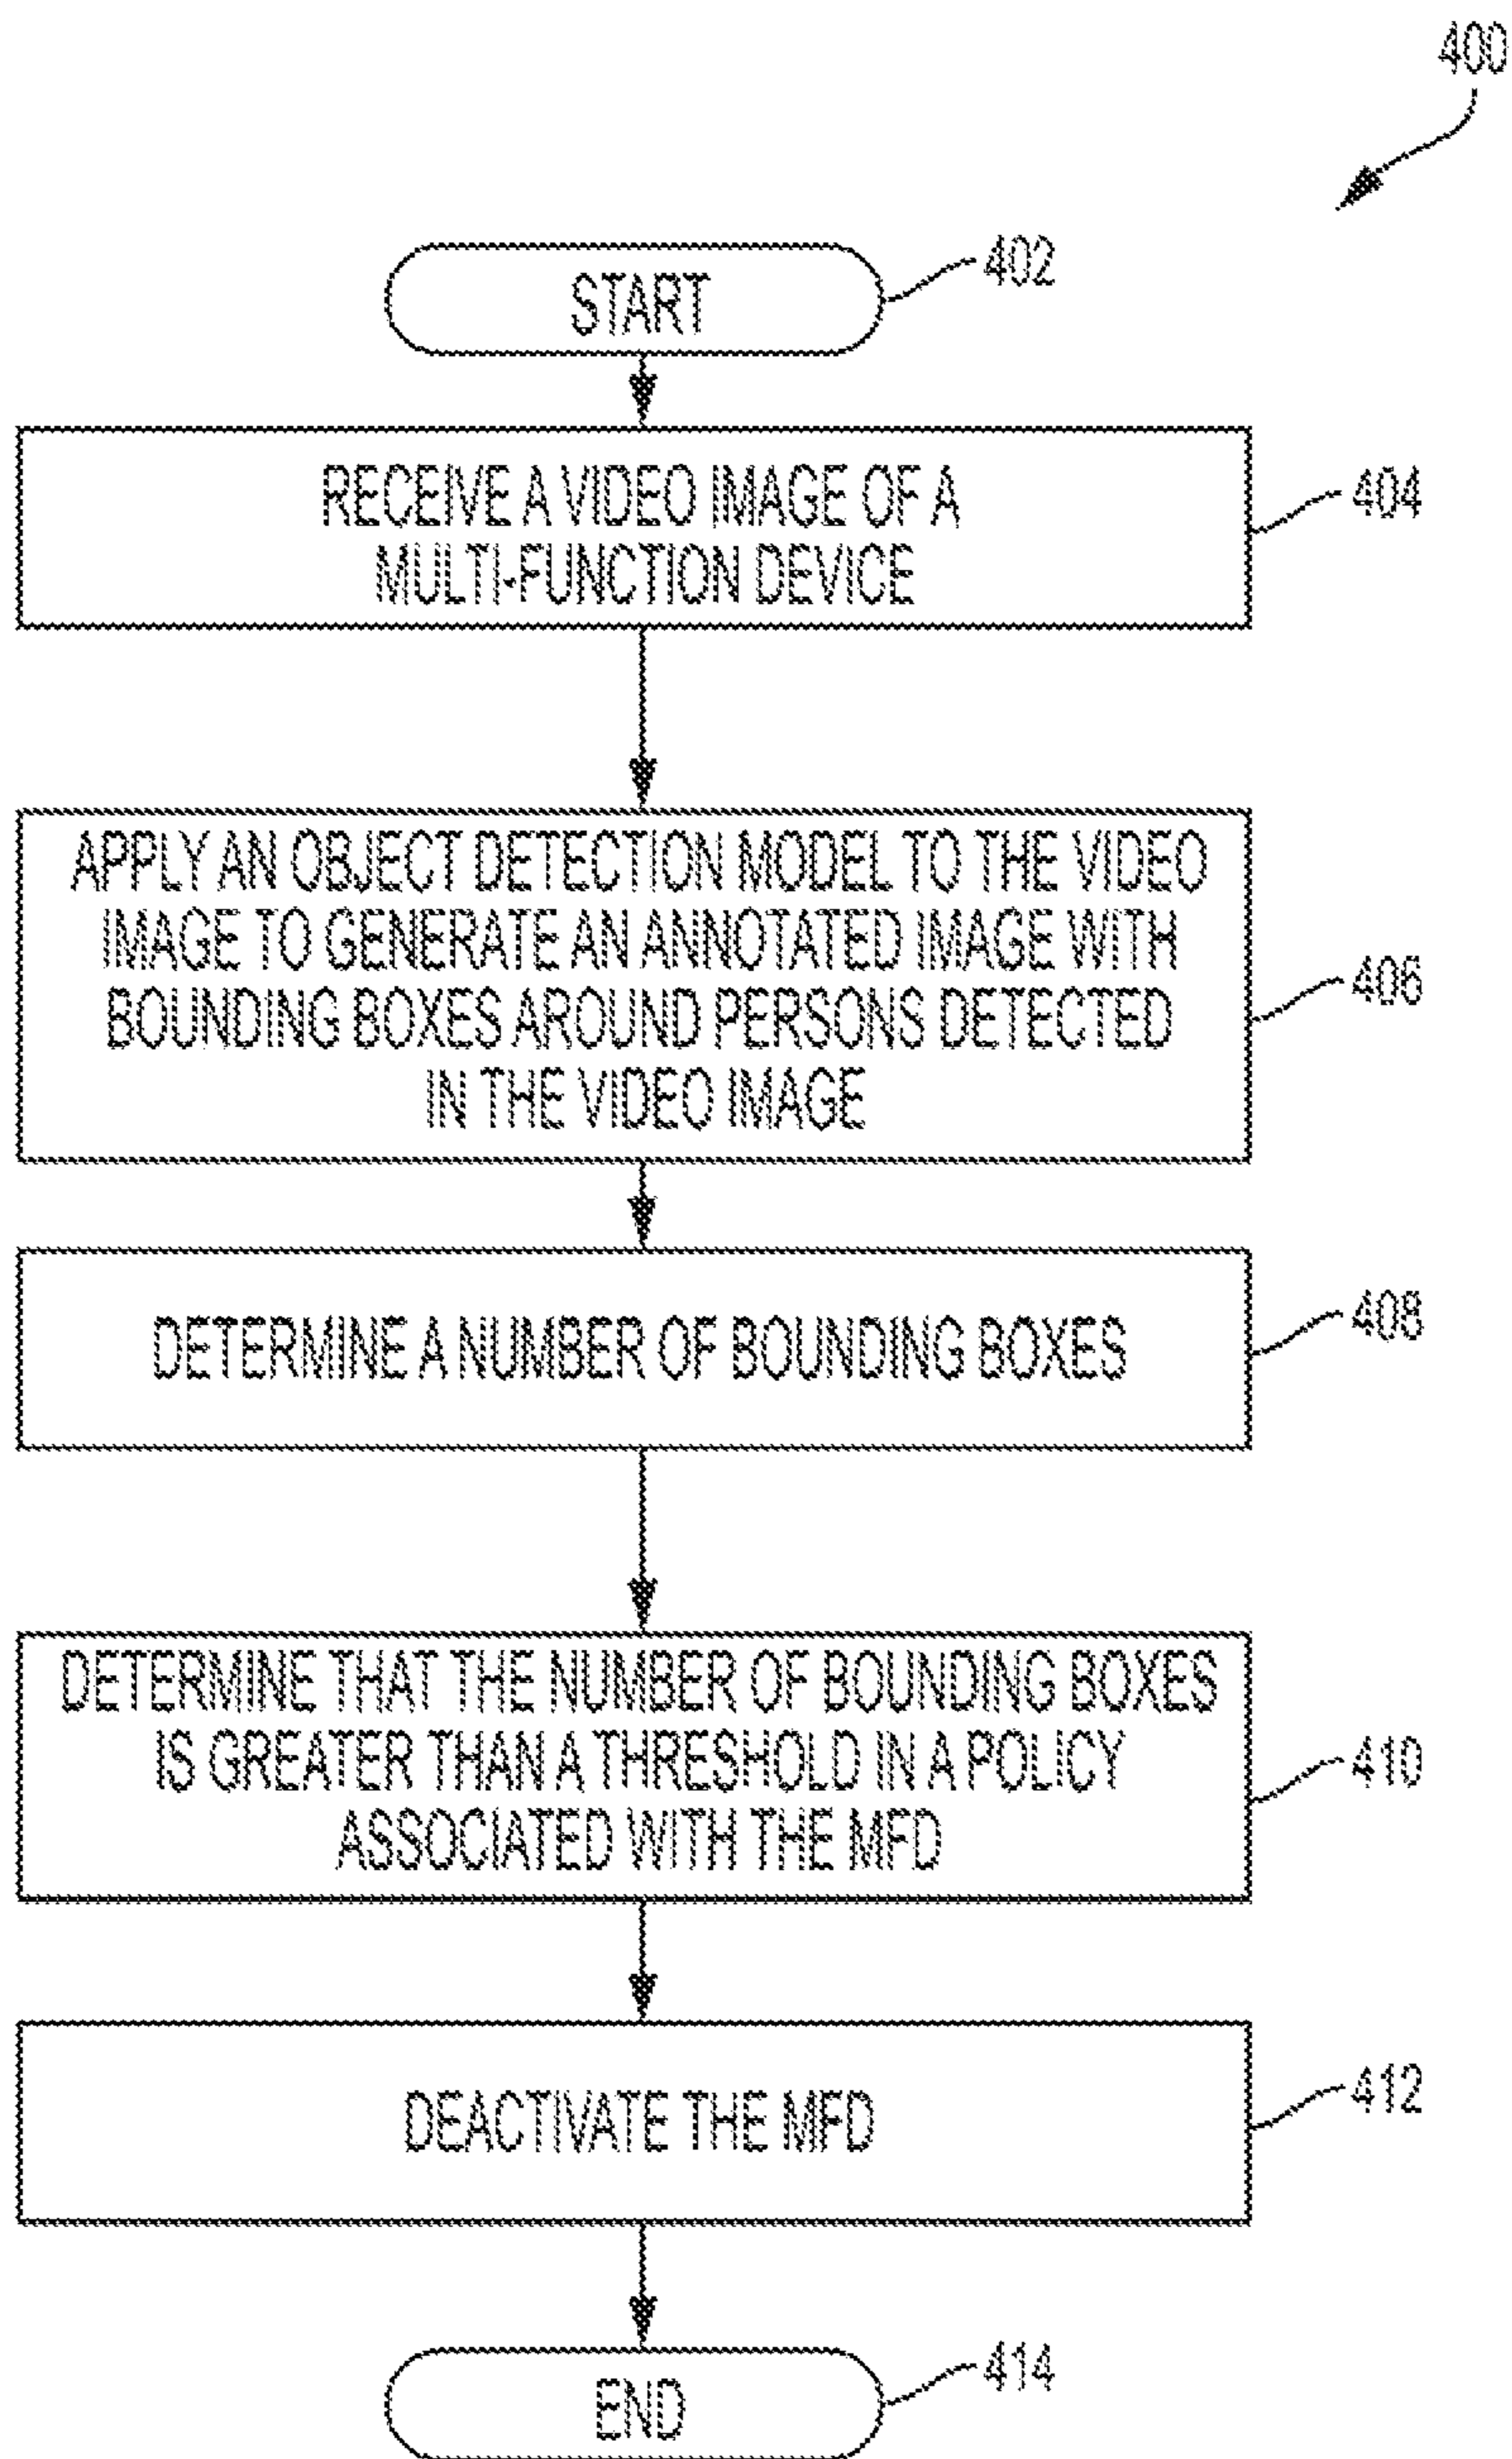 400
START
402
RECEIVE A VIDEO IMAGE OF A
MULTI-FUNCTION DEVICE
404
APPLY AN OBJECT DETECTION MODEL TO THE VIDEO
IMAGE TO GENERATE AN ANNOTATED IMAGE WITH
BOUNDING BOXES AROUND PERSONS DETECTED
IN THE VIDEO IMAGE
406
DETERMINE A NUMBER OF BOUNDING BOXES
408
DETERMINE THAT THE NUMBER OF BOUNDING BOXES
IS GREATER THAN A THRESHOLD IN A POLICY
ASSOCIATED WITH THE MFD
410
DEACTIVATE THE MFD
412
END
414